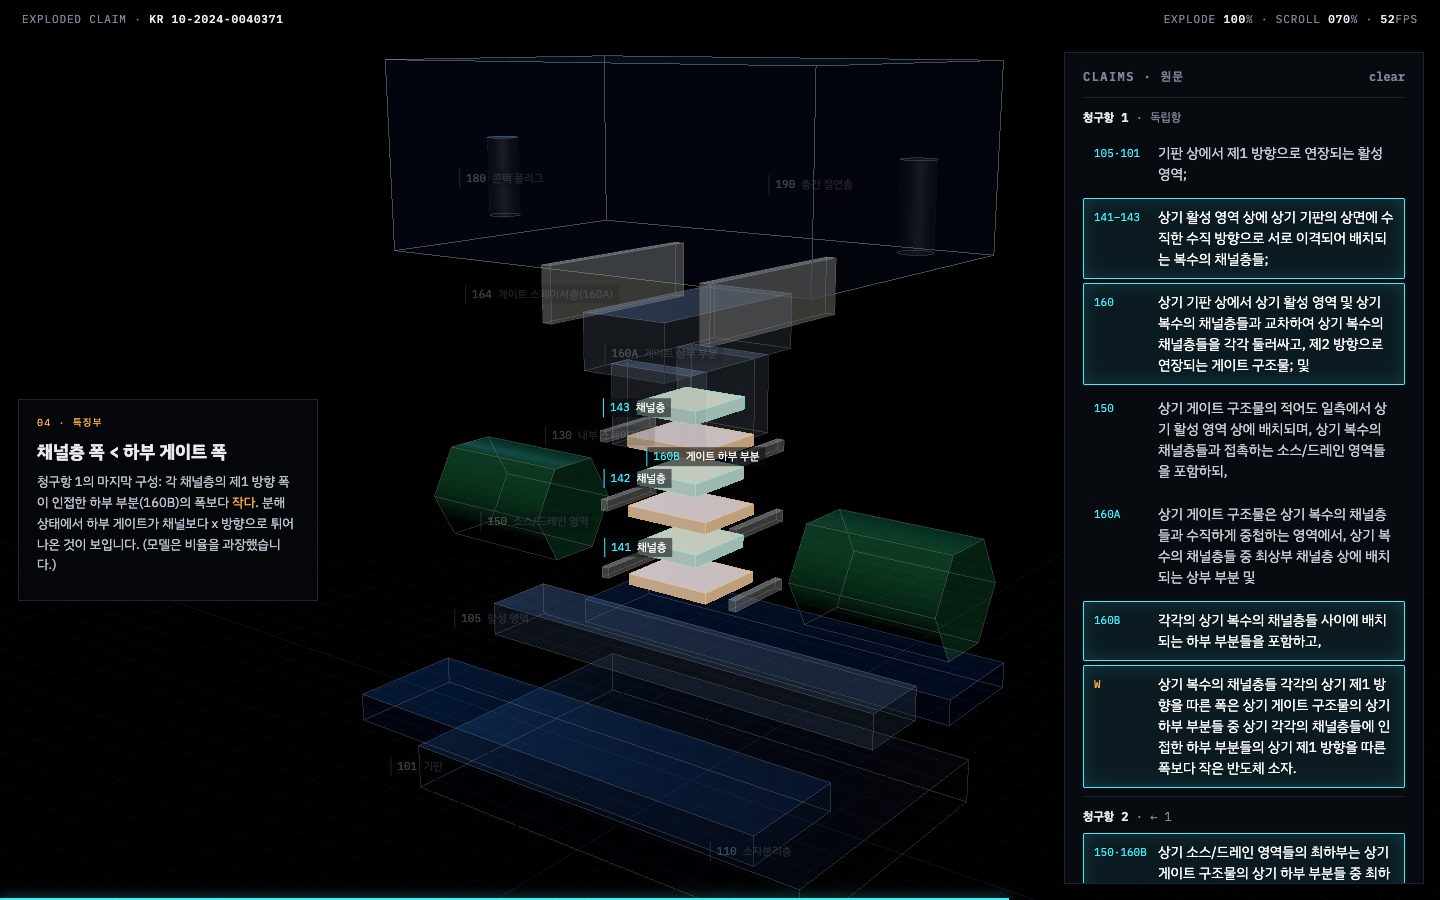 EXPLODED CLAIM · KR 10-2024-0040371
EXPLODE 100% · SCROLL 070% · 52FPS
180 콘택 플러그
190 층간 절연층
164 게이트 스페이서층(160A)
160A 게이트 상부 부분
143 채널층
130 내부
160B 게이트 하부 부분
142 채널층
150 소스/드레인 영역
141 채널층
105 활성 영역
101 기판
110 소자분리층
04 · 특징부
채널층 폭 < 하부 게이트 폭
청구항 1의 마지막 구성: 각 채널층의 제1 방향 폭
이 인접한 하부 부분(160B)의 폭보다 작다. 분해
상태에서 하부 게이트가 채널보다 x 방향으로 튀어
나온 것이 보입니다. (모델은 비율을 과장했습니
다.)
CLAIMS · 원문
clear
청구항 1 · 독립항
105·101
기판 상에서 제1 방향으로 연장되는 활성
영역;
141–143
상기 활성 영역 상에 상기 기판의 상면에 수
직한 수직 방향으로 서로 이격되어 배치되
는 복수의 채널층들;
160
상기 기판 상에서 상기 활성 영역 및 상기
복수의 채널층들과 교차하여 상기 복수의
채널층들을 각각 둘러싸고, 제2 방향으로
연장되는 게이트 구조물; 및
150
상기 게이트 구조물의 적어도 일측에서 상
기 활성 영역 상에 배치되며, 상기 복수의
채널층들과 접촉하는 소스/드레인 영역들
을 포함하되,
160A
상기 게이트 구조물은 상기 복수의 채널층
들과 수직하게 중첩하는 영역에서, 상기 복
수의 채널층들 중 최상부 채널층 상에 배치
되는 상부 부분 및
160B
각각의 상기 복수의 채널층들 사이에 배치
되는 하부 부분들을 포함하고,
W
상기 복수의 채널층들 각각의 상기 제1 방
향을 따른 폭은 상기 게이트 구조물의 상기
하부 부분들 중 상기 각각의 채널층들에 인
접한 하부 부분들의 상기 제1 방향을 따른
폭보다 작은 반도체 소자.
청구항 2 · ← 1
150·160B
상기 소스/드레인 영역들의 최하부는 상기
게이트 구조물의 상기 하부 부분들 중 최하